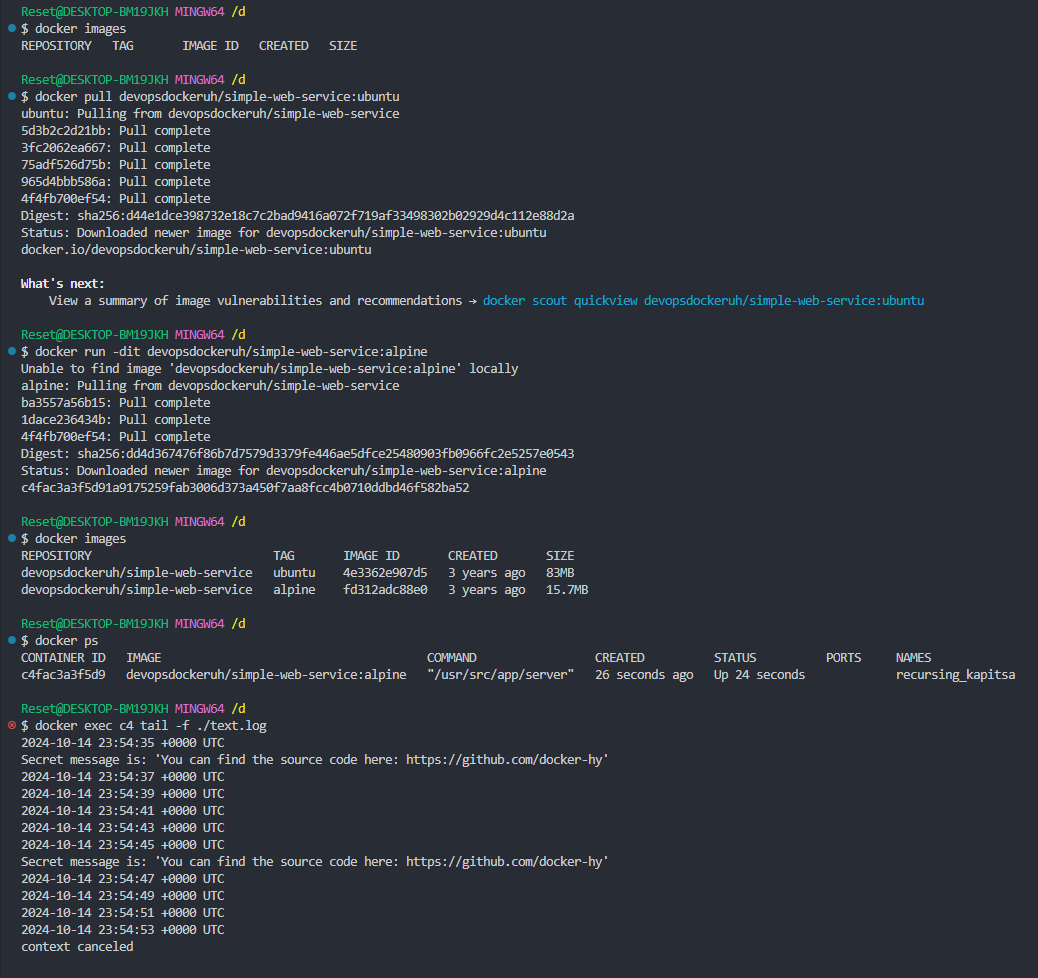 Reset@DESKTOP-BM19JKH MINGW64 /d
$ docker images
REPOSITORY   TAG       IMAGE ID   CREATED   SIZE
Reset@DESKTOP-BM19JKH MINGW64 /d
$ docker pull devopsdockeruh/simple-web-service:ubuntu
ubuntu: Pulling from devopsdockeruh/simple-web-service
5d3b2c2d21bb: Pull complete
3fc2062ea667: Pull complete
75adf526d75b: Pull complete
965d4bbb586a: Pull complete
4f4fb700ef54: Pull complete
Digest: sha256:d44e1dce398732e18c7c2bad9416a072f719af33498302b02929d4c112e88d2a
Status: Downloaded newer image for devopsdockeruh/simple-web-service:ubuntu
docker.io/devopsdockeruh/simple-web-service:ubuntu
What's next:
    View a summary of image vulnerabilities and recommendations → docker scout quickview devopsdockeruh/simple-web-service:ubuntu
Reset@DESKTOP-BM19JKH MINGW64 /d
$ docker run -dit devopsdockeruh/simple-web-service:alpine
Unable to find image 'devopsdockeruh/simple-web-service:alpine' locally
alpine: Pulling from devopsdockeruh/simple-web-service
ba3557a56b15: Pull complete
1dace236434b: Pull complete
4f4fb700ef54: Pull complete
Digest: sha256:dd4d367476f86b7d7579d3379fe446ae5dfce25480903fb0966fc2e5257e0543
Status: Downloaded newer image for devopsdockeruh/simple-web-service:alpine
c4fac3a3f5d91a9175259fab3006d373a450f7aa8fcc4b0710ddbd46f582ba52
Reset@DESKTOP-BM19JKH MINGW64 /d
$ docker images
REPOSITORY                          TAG       IMAGE ID       CREATED       SIZE
devopsdockeruh/simple-web-service   ubuntu    4e3362e907d5   3 years ago   83MB
devopsdockeruh/simple-web-service   alpine    fd312adc88e0   3 years ago   15.7MB
Reset@DESKTOP-BM19JKH MINGW64 /d
$ docker ps
CONTAINER ID   IMAGE                                      COMMAND                 CREATED          STATUS          PORTS     NAMES
c4fac3a3f5d9   devopsdockeruh/simple-web-service:alpine   "/usr/src/app/server"   26 seconds ago   Up 24 seconds             recursing_kapitsa
Reset@DESKTOP-BM19JKH MINGW64 /d
$ docker exec c4 tail -f ./text.log
2024-10-14 23:54:35 +0000 UTC
Secret message is: 'You can find the source code here: https://github.com/docker-hy'
2024-10-14 23:54:37 +0000 UTC
2024-10-14 23:54:39 +0000 UTC
2024-10-14 23:54:41 +0000 UTC
2024-10-14 23:54:43 +0000 UTC
2024-10-14 23:54:45 +0000 UTC
Secret message is: 'You can find the source code here: https://github.com/docker-hy'
2024-10-14 23:54:47 +0000 UTC
2024-10-14 23:54:49 +0000 UTC
2024-10-14 23:54:51 +0000 UTC
2024-10-14 23:54:53 +0000 UTC
context canceled